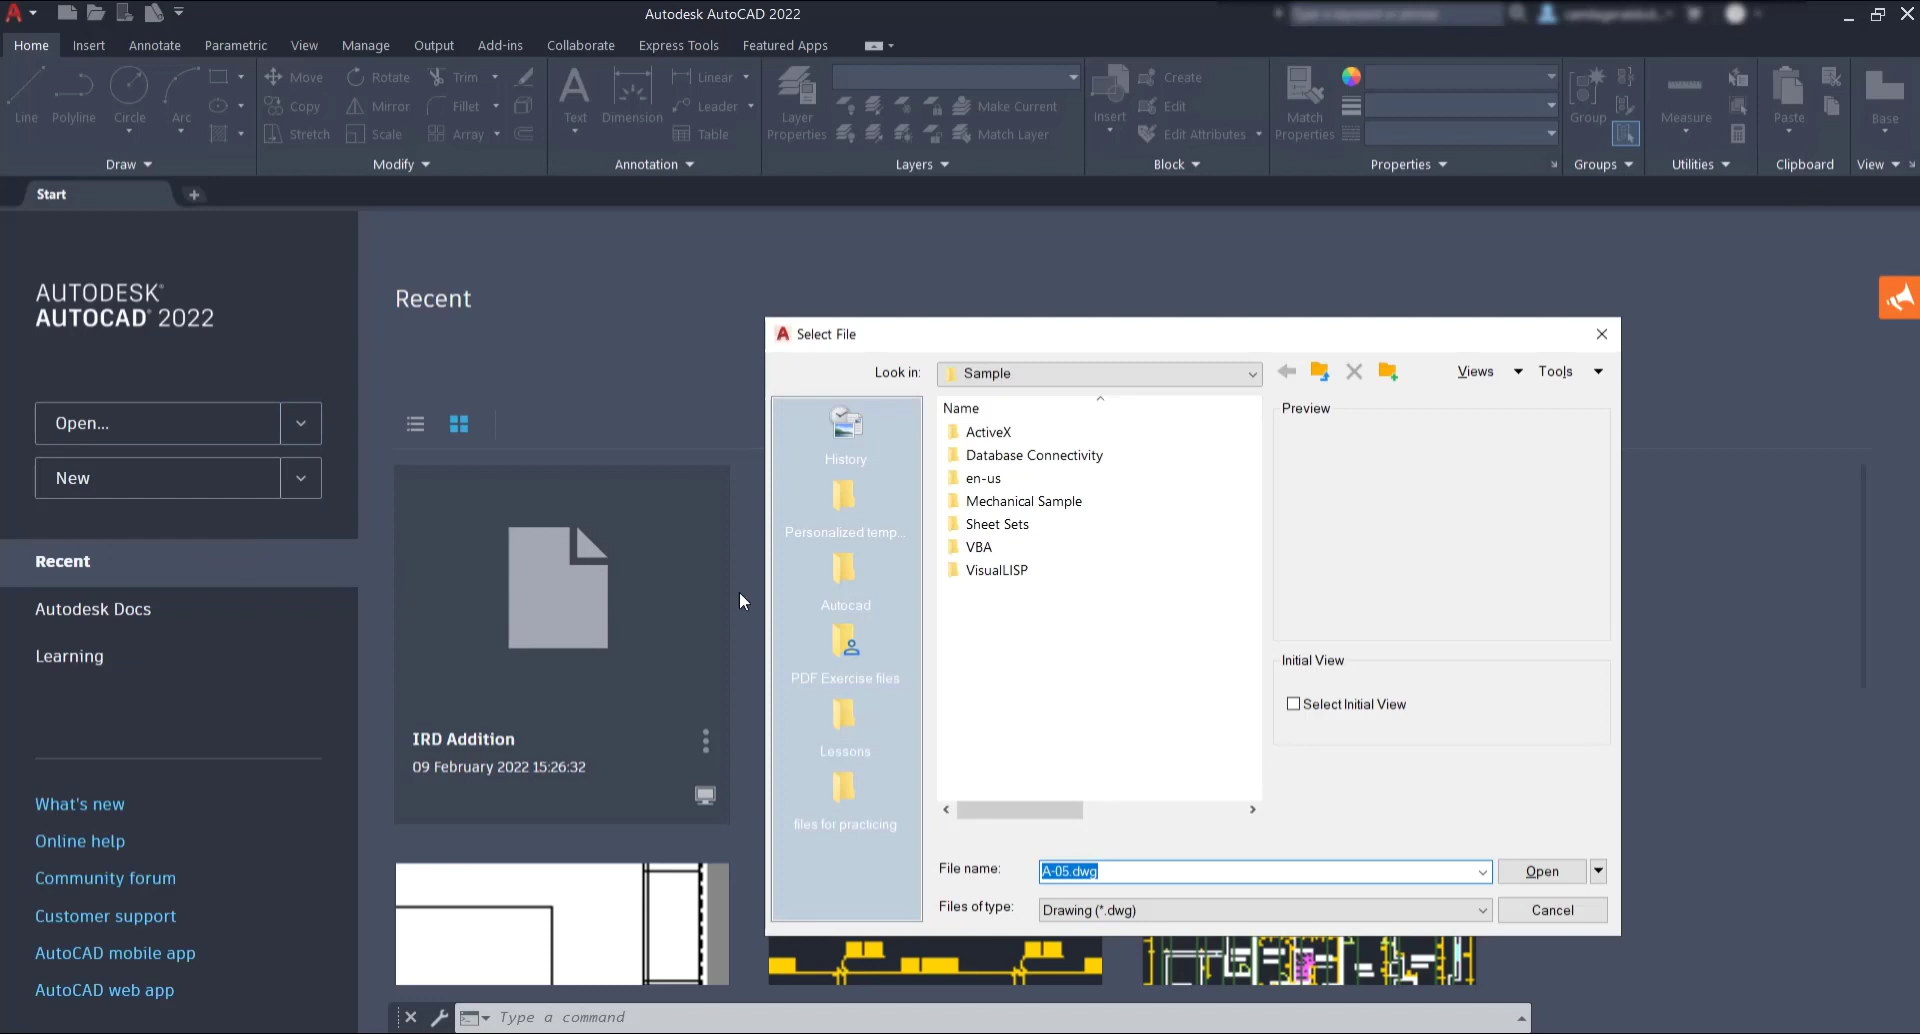 Autodesk AutoCAD 2022
Home Insert Annotate Parametric View Manage Output Add-ins Collaborate Express Tools Featured Apps
Line Polyline Circle Arc
Move Rotate Trim
Copy Mirror Fillet
Stretch Scale Array
Text Dimension
Linear
Leader
Table
Layer Properties
Make Current
Match Layer
Insert
Create
Edit
Edit Attributes
Match Properties
Group
Measure
Paste
Base
Draw Modify Annotation Layers Block Properties Groups Utilities Clipboard View
Start
AUTODESK®
AUTOCAD® 2022
Open...
New
Recent
Autodesk Docs
Learning
What's new
Online help
Community forum
Customer support
AutoCAD mobile app
AutoCAD web app
Recent
IRD Addition
09 February 2022 15:26:32
Select File
Look in: Sample
Views Tools
History
Personalized temp...
Autocad
PDF Exercise files
Lessons
files for practicing
Name
ActiveX
Database Connectivity
en-us
Mechanical Sample
Sheet Sets
VBA
VisualLISP
Preview
Initial View
Select Initial View
File name: A-05.dwg Open
Files of type: Drawing (*.dwg) Cancel
Type a command